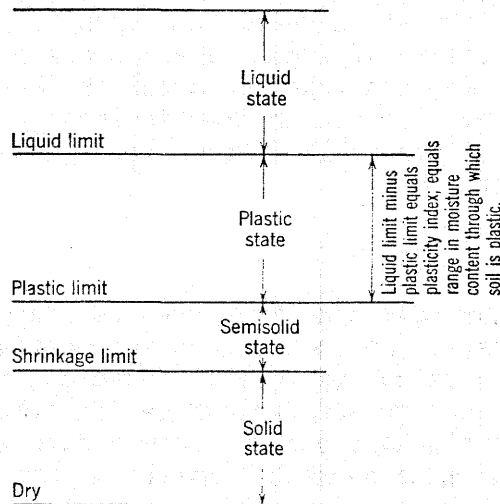 Liquid
state
Liquid limit
Plastic
state
Liquid limit minus
plastic limit equals
plasticity index; equals
range in moisture
content through which
soil is plastic.
Plastic limit
Semisolid
state
Shrinkage limit
Solid
state
Dry